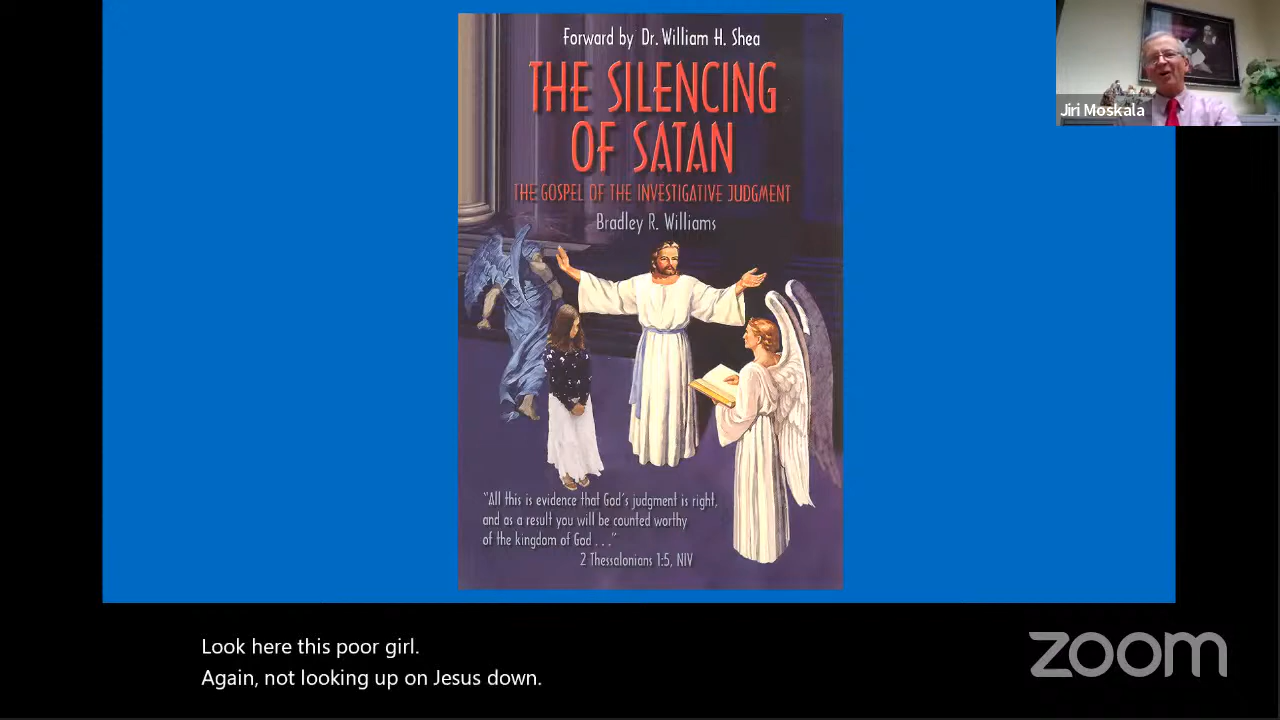 Forward by Dr. William H. Shea
THE SILENCING
OF SATAN
THE GOSPEL OF THE INVESTIGATIVE JUDGMENT
Bradley R. Williams
"All this is evidence that God's judgment is right,
and as a result you will be counted worthy
of the kingdom of God . . ."
2 Thessalonians 1:5, NIV
Jiri Moskala
Look here this poor girl.
Again, not looking up on Jesus down.
zoom